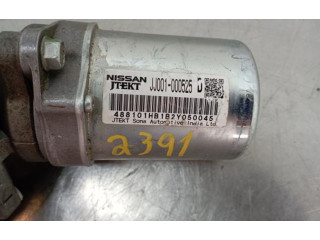 NISSAN
JTEKT JJ001-000525 J
488101HB1B2Y050045
JTEKT Sona Automotive India Ltd.
2391